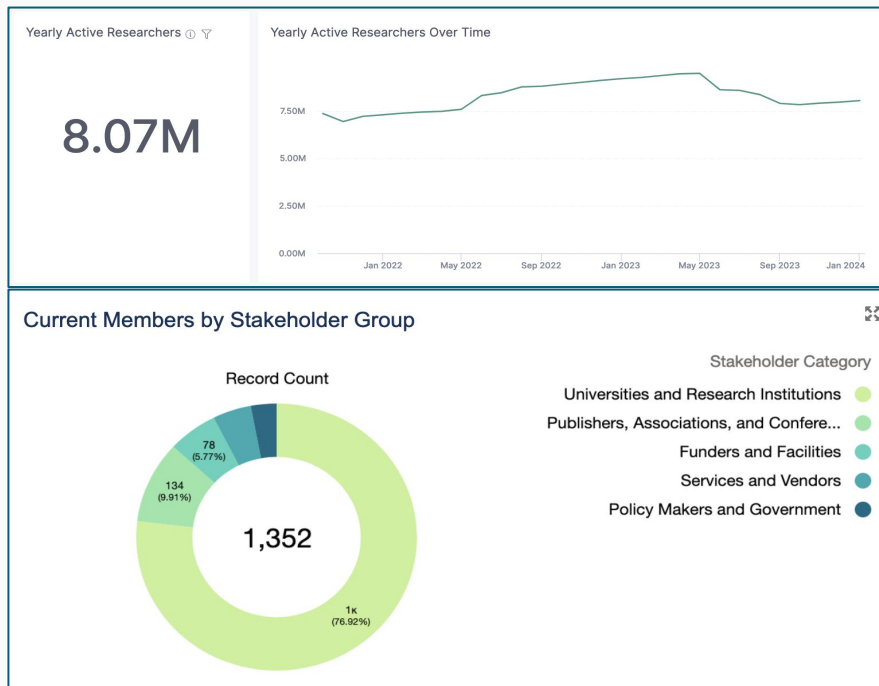 Yearly Active Researchers
8.07M
Yearly Active Researchers Over Time
7.50M
5.00M
2.50M
0.00M
Jan 2022 May 2022 Sep 2022 Jan 2023 May 2023 Sep 2023 Jan 2024
Current Members by Stakeholder Group
Record Count
78
(5.77%)
134
(9.91%)
1,352
1K
(76.92%)
Stakeholder Category
Universities and Research Institutions
Publishers, Associations, and Confere...
Funders and Facilities
Services and Vendors
Policy Makers and Government